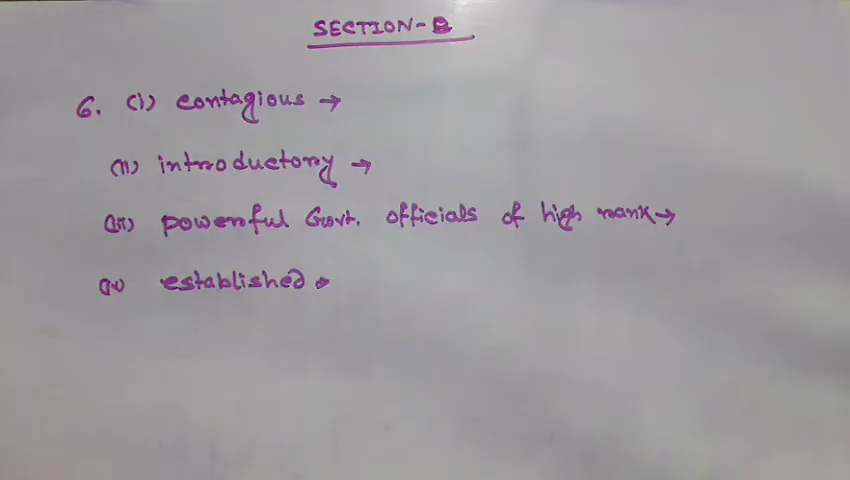 SECTION-B
6. (i) contagious →
(ii) introductory →
(iii) powerful Govt. officials of high rank→
(iv) established →